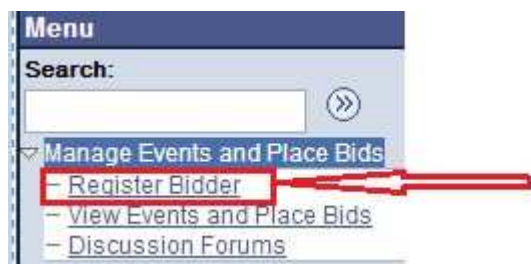 Menu
Search:
Manage Events and Place Bids
– Register Bidder
– View Events and Place Bids
– Discussion Forums